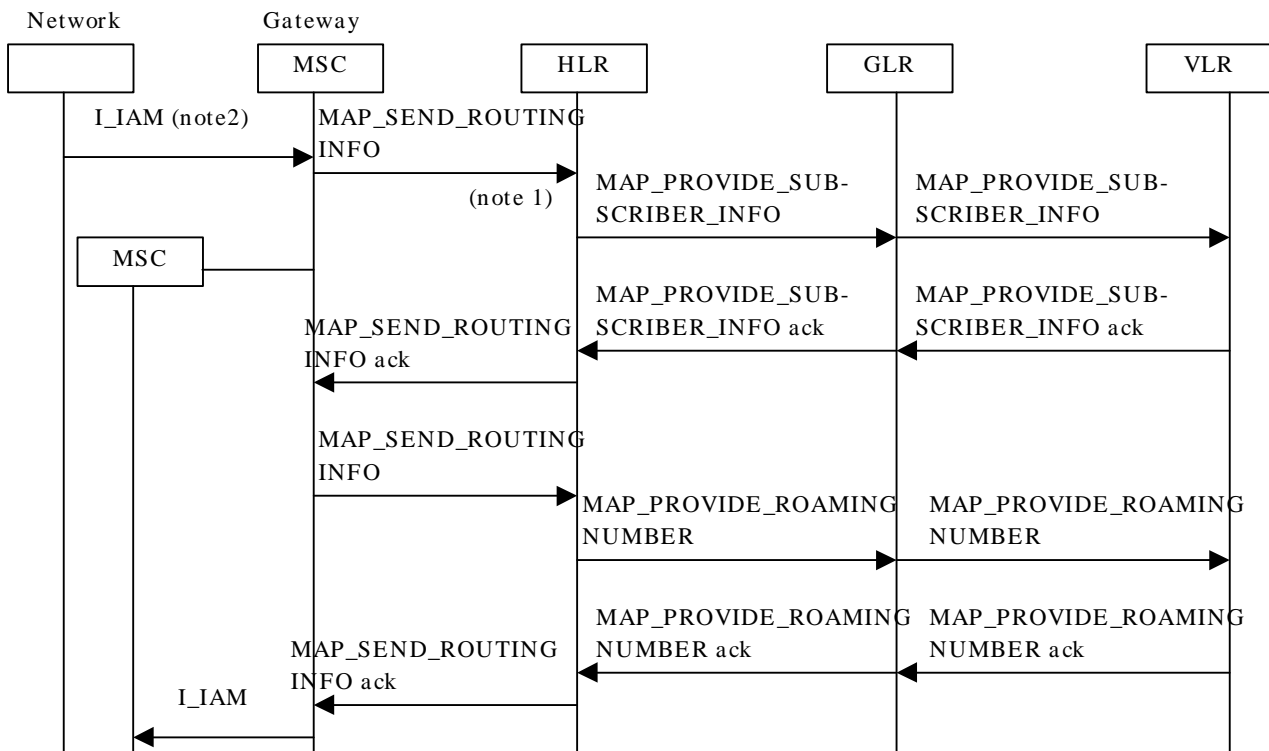 Network
Gateway
MSC
HLR
GLR
VLR
I_IAM (note2)
MAP_SEND_ROUTING
INFO
(note 1)
MAP_PROVIDE_SUB-
SCRIBER_INFO
MAP_PROVIDE_SUB-
SCRIBER_INFO
MSC
MAP_PROVIDE_SUB-
SCRIBER_INFO ack
MAP_PROVIDE_SUB-
SCRIBER_INFO ack
MAP_SEND_ROUTING
INFO ack
MAP_SEND_ROUTING
INFO
MAP_PROVIDE_ROAMING
NUMBER
MAP_PROVIDE_ROAMING
NUMBER
MAP_PROVIDE_ROAMING
NUMBER ack
MAP_PROVIDE_ROAMING
NUMBER ack
MAP_SEND_ROUTING
INFO ack
I_IAM